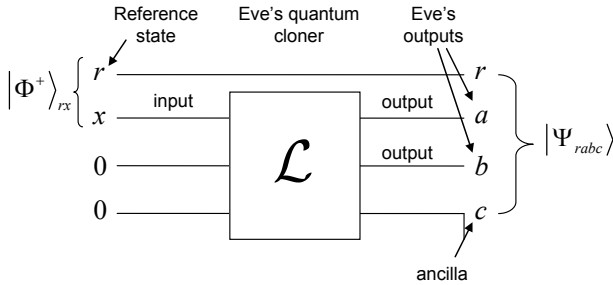 Reference state
Eve's quantum cloner
Eve's outputs
|Φ⁺⟩rx
r
r
x
input
output
a
0
output
b
|Ψrabc⟩
0
ℒ
c
ancilla